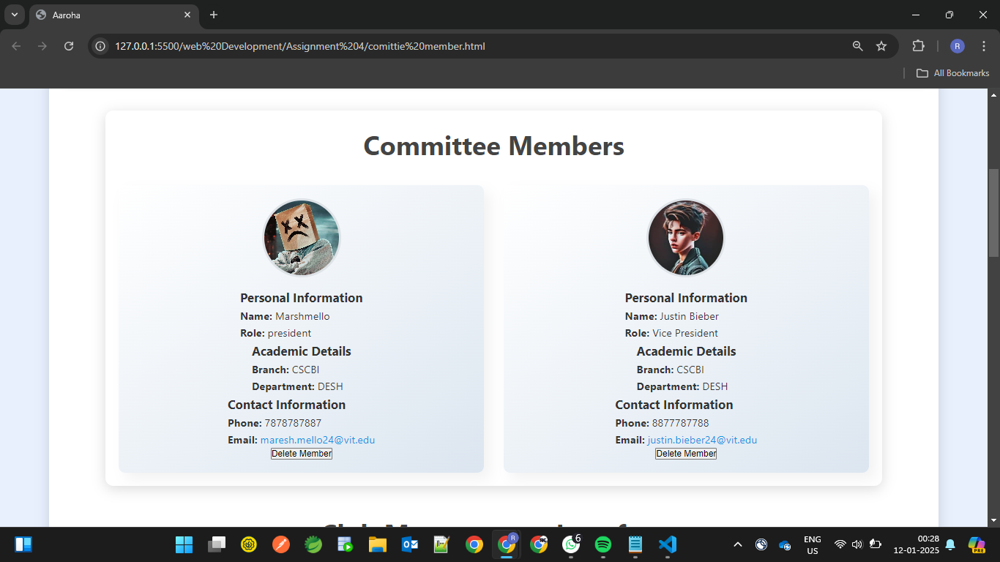 Aaroha
127.0.0.1:5500/web%20Development/Assignment%204/comittie%20member.html
R
All Bookmarks
Committee Members
Personal Information
Name: Marshmello
Role: president
Academic Details
Branch: CSCBI
Department: DESH
Contact Information
Phone: 7878787887
Email: maresh.mello24@vit.edu
Delete Member
Personal Information
Name: Justin Bieber
Role: Vice President
Academic Details
Branch: CSCBI
Department: DESH
Contact Information
Phone: 8877787788
Email: justin.bieber24@vit.edu
Delete Member
R
6
ENG
US
00:28
12-01-2025
PRE